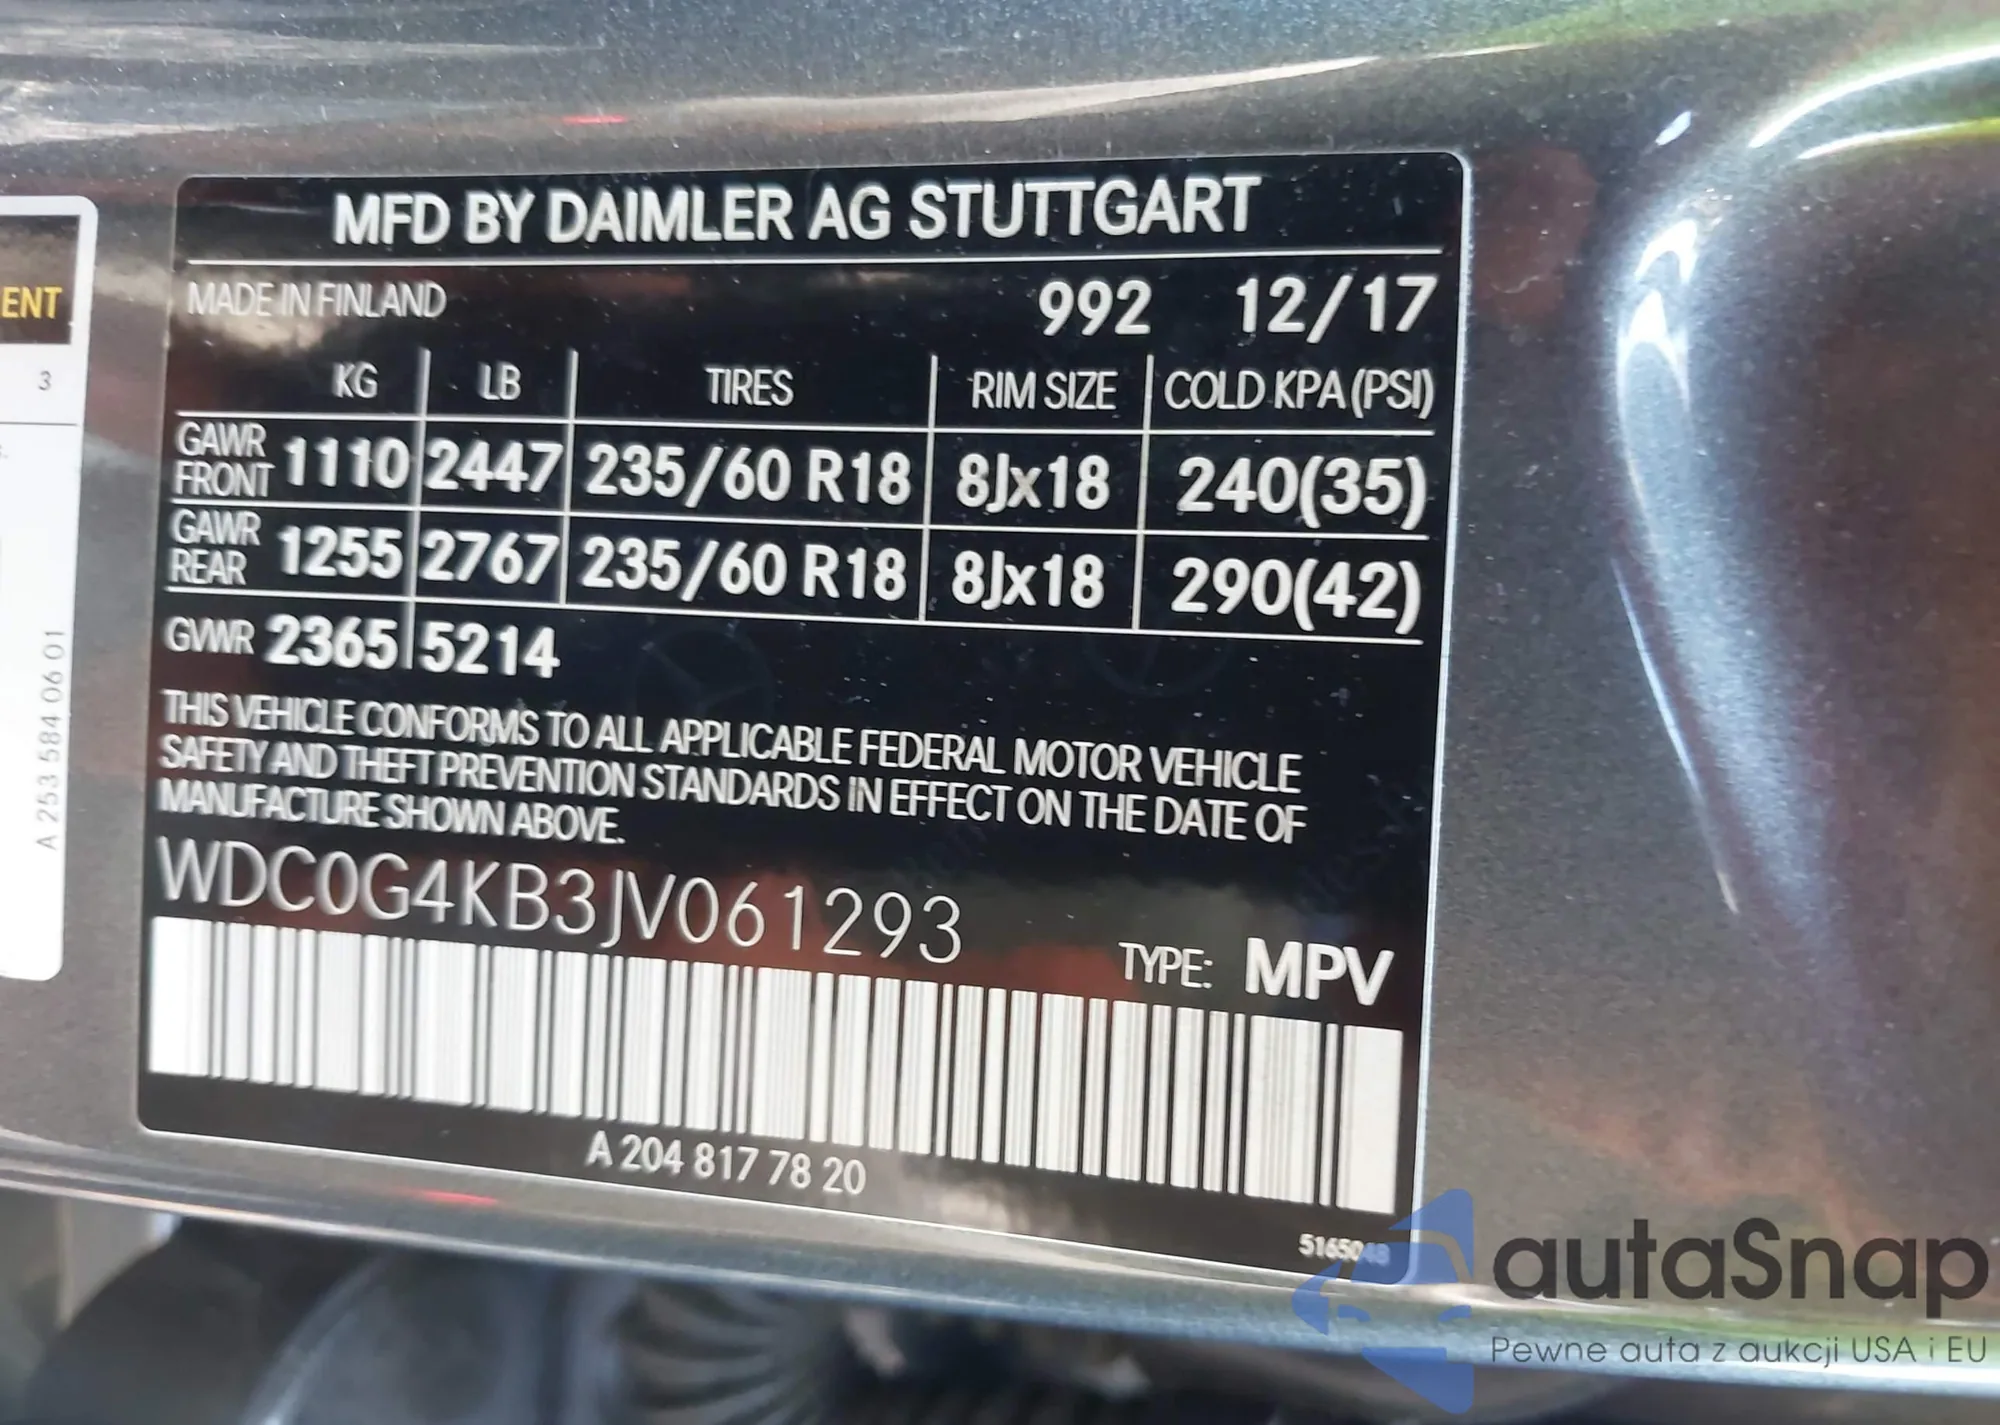 MFD BY DAIMLER AG STUTTGART
MADE IN FINLAND 992 12/17
KG LB TIRES RIM SIZE COLD KPA (PSI)
GAWR FRONT 1110 2447 235/60 R18 8Jx18 240(35)
GAWR REAR 1255 2767 235/60 R18 8Jx18 290(42)
GVWR 2365 5214
THIS VEHICLE CONFORMS TO ALL APPLICABLE FEDERAL MOTOR VEHICLE
SAFETY AND THEFT PREVENTION STANDARDS IN EFFECT ON THE DATE OF
MANUFACTURE SHOWN ABOVE.
WDC0G4KB3JV061293
TYPE: MPV
A 204 817 78 20
5165048
ENT
3
A 253 584 06 01
autaSnap
Pewne auta z aukcji USA i EU